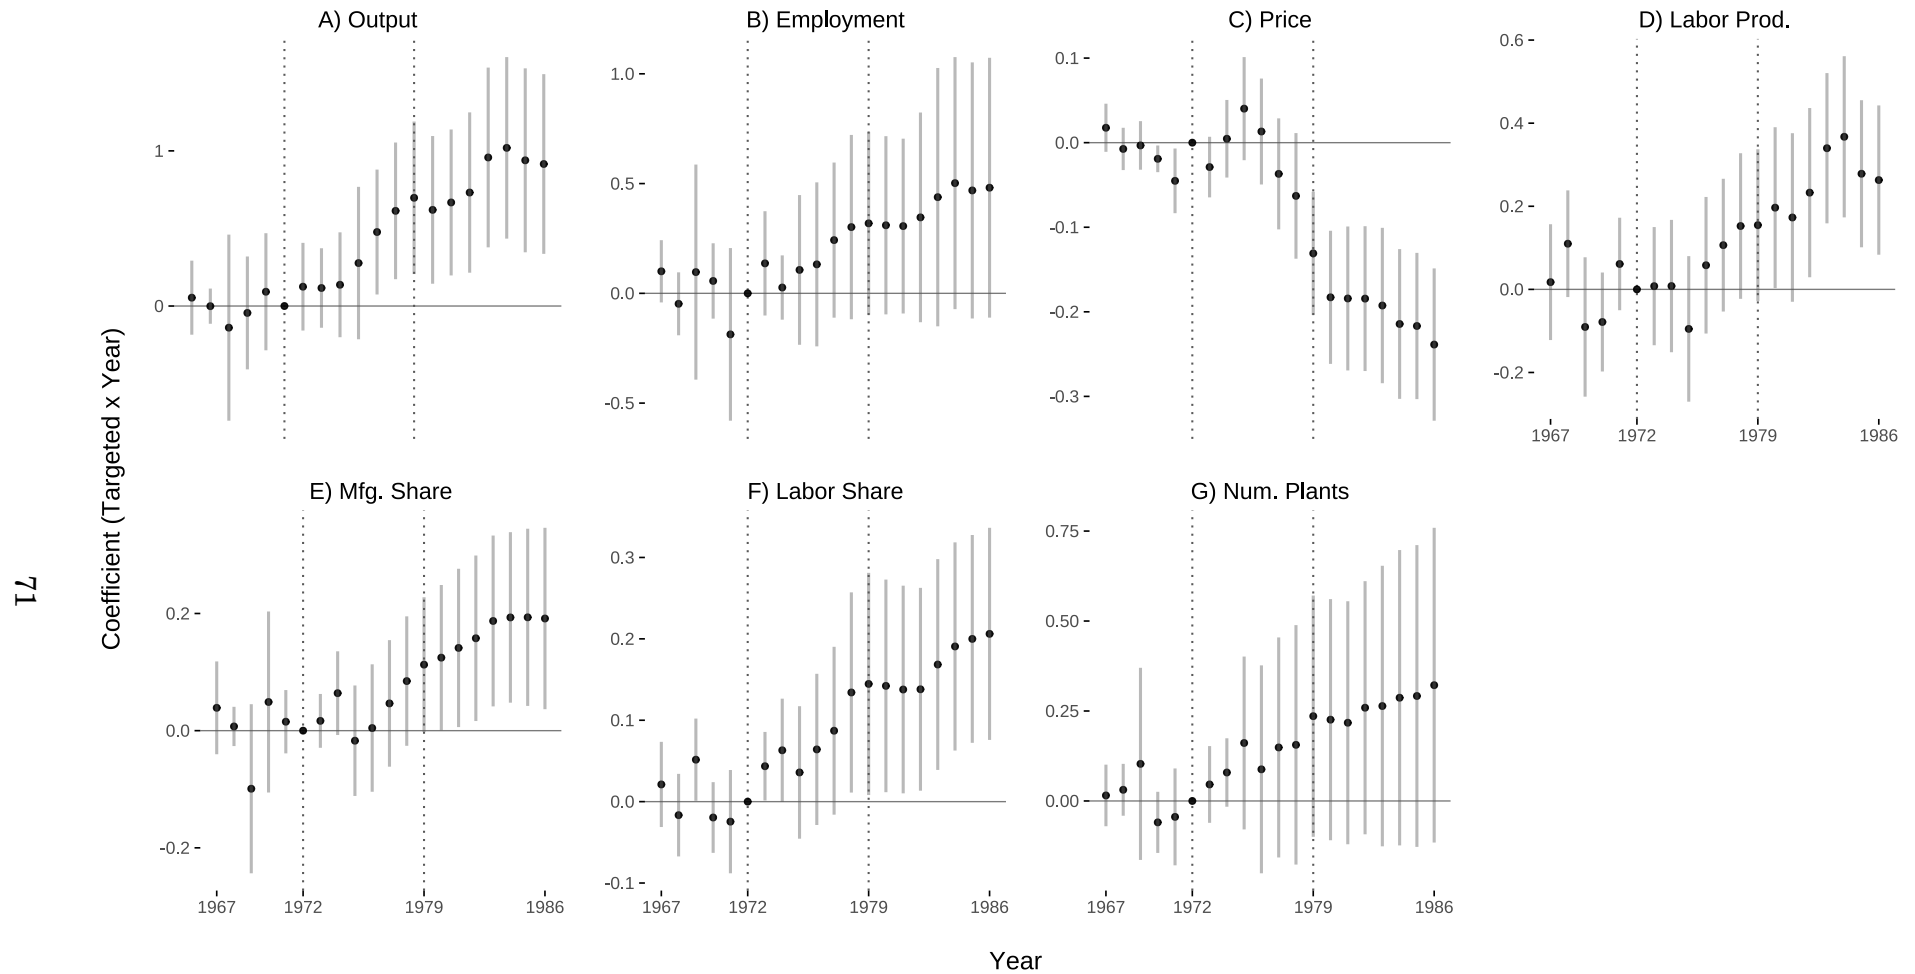 A) Output
1
0
B) Employment
1.0
0.5
0.0
-0.5
C) Price
0.1
0.0
-0.1
-0.2
-0.3
D) Labor Prod.
0.6
0.4
0.2
0.0
-0.2
1967 1972 1979 1986
E) Mfg. Share
0.2
0.0
-0.2
1967 1972 1979 1986
F) Labor Share
0.3
0.2
0.1
0.0
-0.1
1967 1972 1979 1986
G) Num. Plants
0.75
0.50
0.25
0.00
1967 1972 1979 1986
Coefficient (Targeted x Year)
Year
71